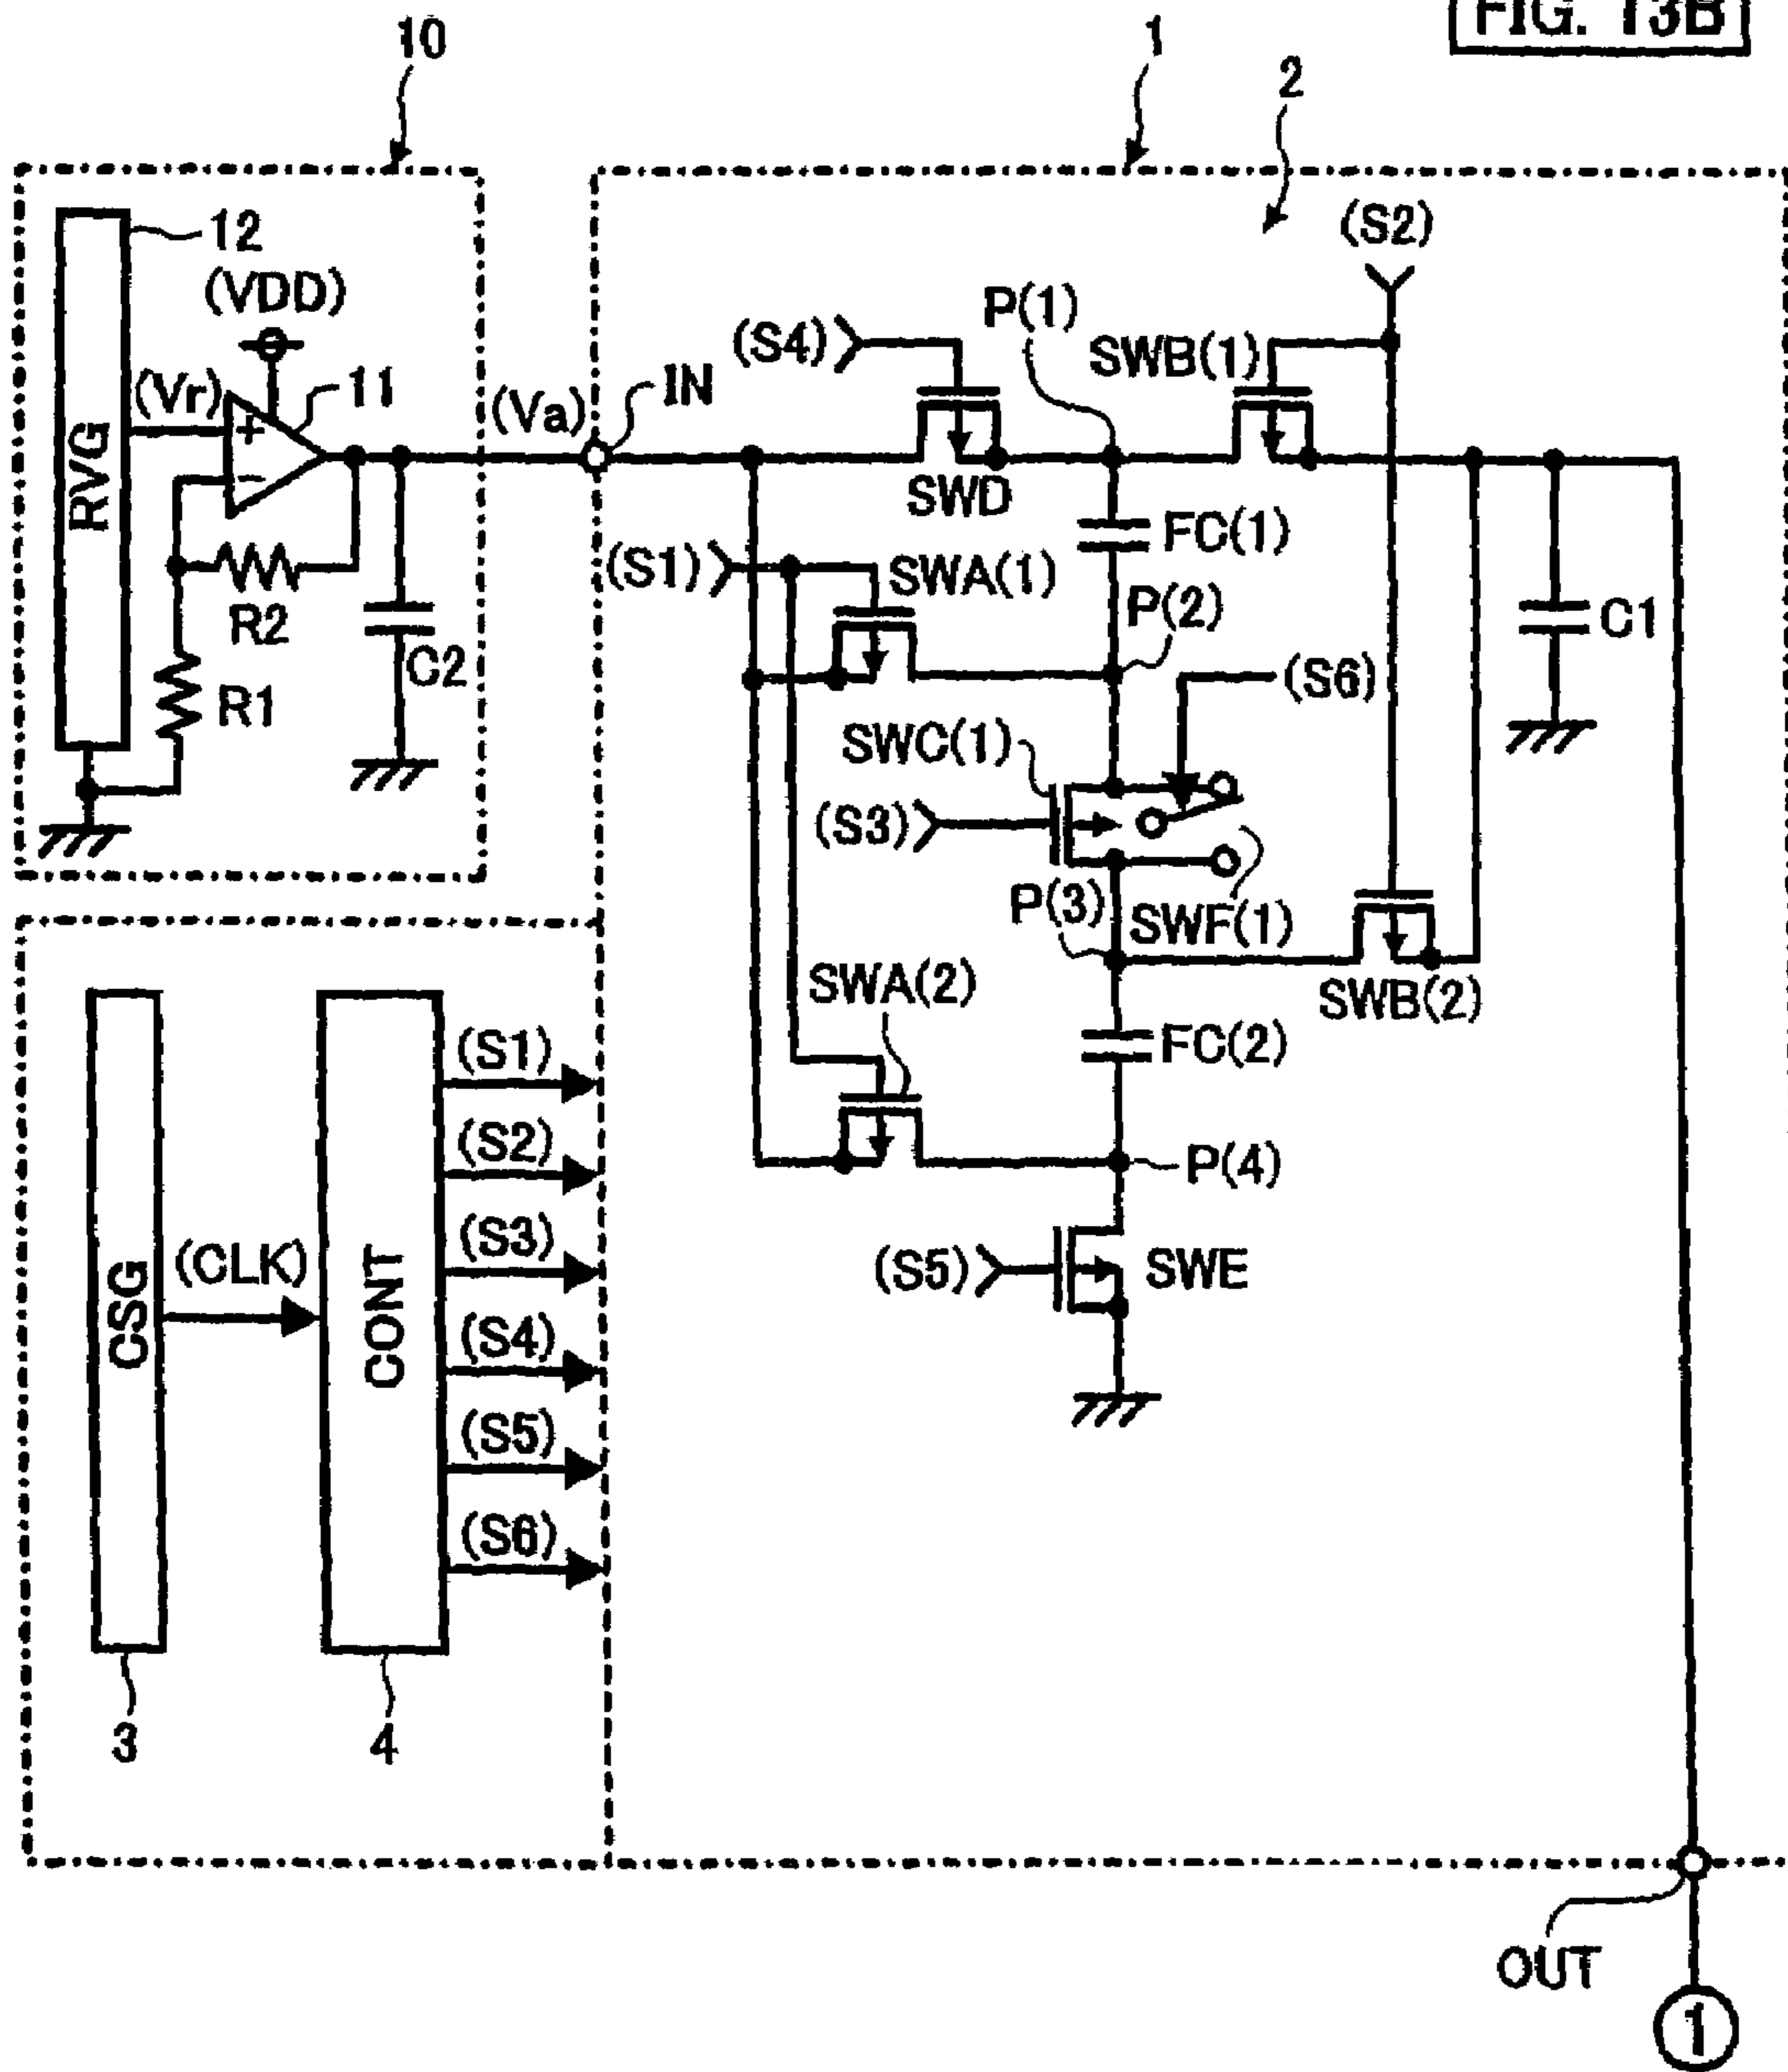 FIG. 13B
10
1
2
12
(VDD)
(S2)
P(1)
(S4)
SWB(1)
(Vr)
11
(Va)
IN
RVG
SWD
FC(1)
(S1)
SWA(1)
P(2)
R2
C1
C2
(S6)
R1
SWC(1)
(S3)
P(3)
SWF(1)
SWA(2)
SWB(2)
(S1)
FC(2)
(S2)
P(4)
(S3)
(CLK)
CSG
CONT
(S5)
SWE
(S4)
(S5)
(S6)
3
4
OUT
1